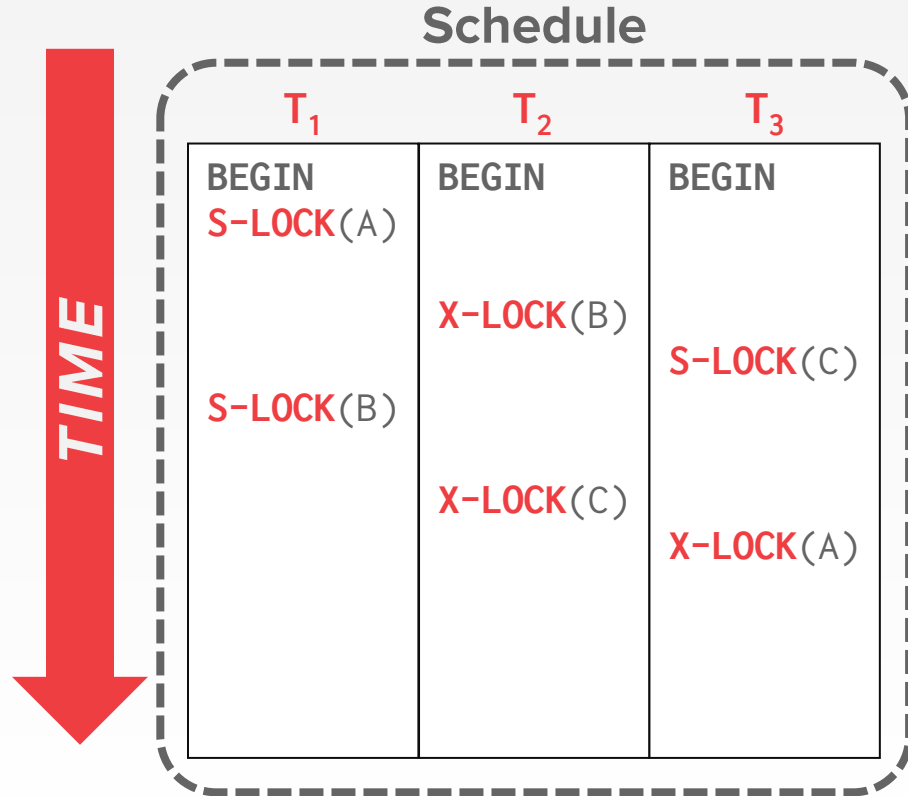 Schedule
TIME
T₁ T₂ T₃
BEGIN BEGIN BEGIN
S-LOCK(A)
X-LOCK(B)
S-LOCK(C)
S-LOCK(B)
X-LOCK(C)
X-LOCK(A)